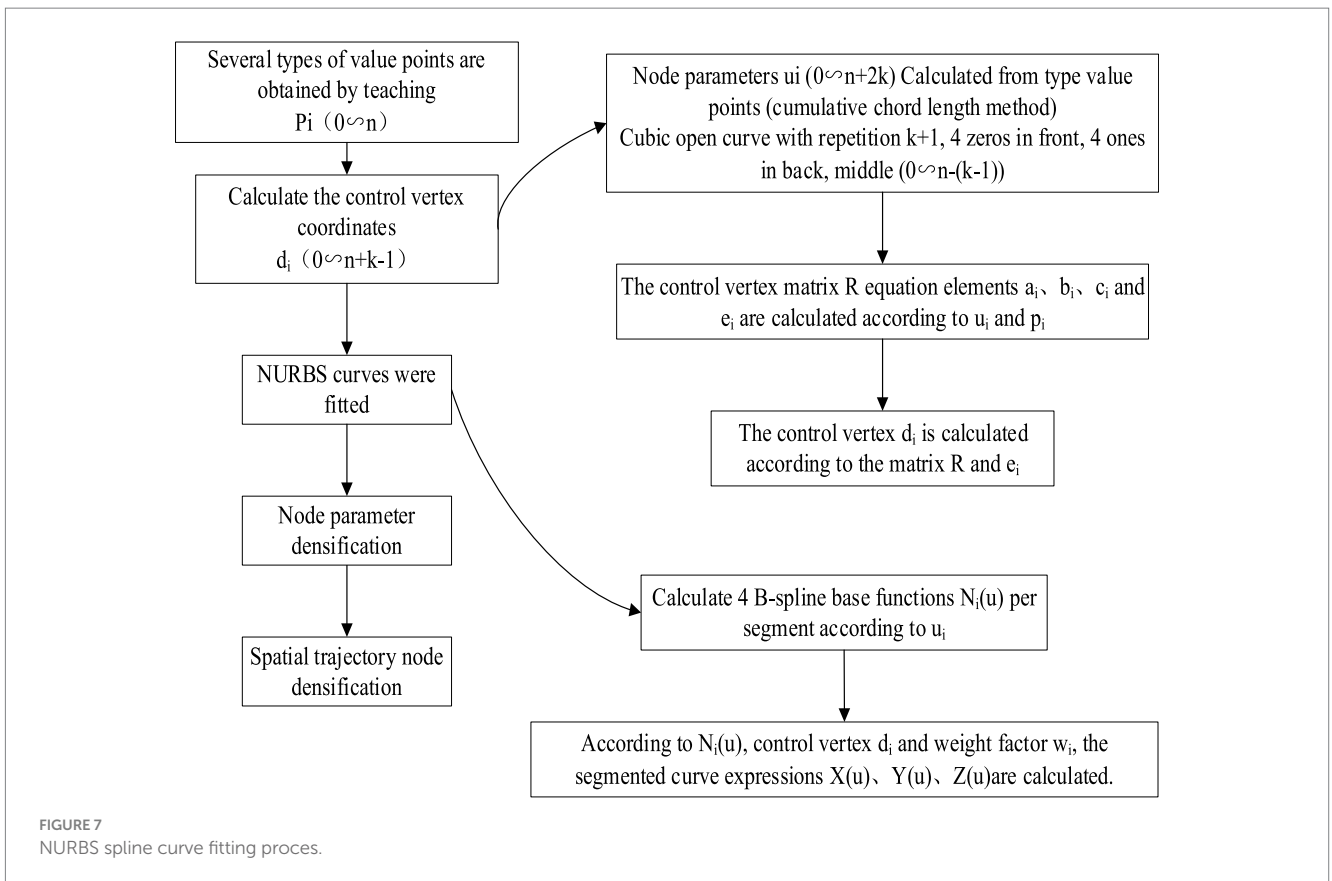 Several types of value points are
obtained by teaching
Pi（0∽n）
Calculate the control vertex
coordinates
di（0∽n+k-1）
NURBS curves were
fitted
Node parameter
densification
Spatial trajectory node
densification
Node parameters ui (0∽n+2k) Calculated from type value
points (cumulative chord length method)
Cubic open curve with repetition k+1, 4 zeros in front, 4 ones
in back, middle (0∽n-(k-1))
The control vertex matrix R equation elements ai、bi、ci and
ei are calculated according to ui and pi
The control vertex di is calculated
according to the matrix R and ei
Calculate 4 B-spline base functions Ni(u) per
segment according to ui
According to Ni(u), control vertex di and weight factor wi, the
segmented curve expressions X(u)、Y(u)、Z(u)are calculated.
FIGURE 7
NURBS spline curve fitting proces.